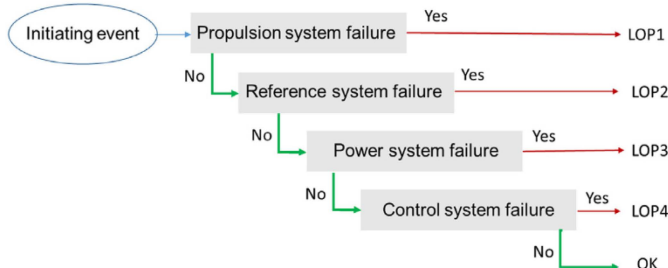 Initiating event
Propulsion system failure
Yes
LOP1
No
Reference system failure
Yes
LOP2
No
Power system failure
Yes
LOP3
No
Control system failure
Yes
LOP4
No
OK